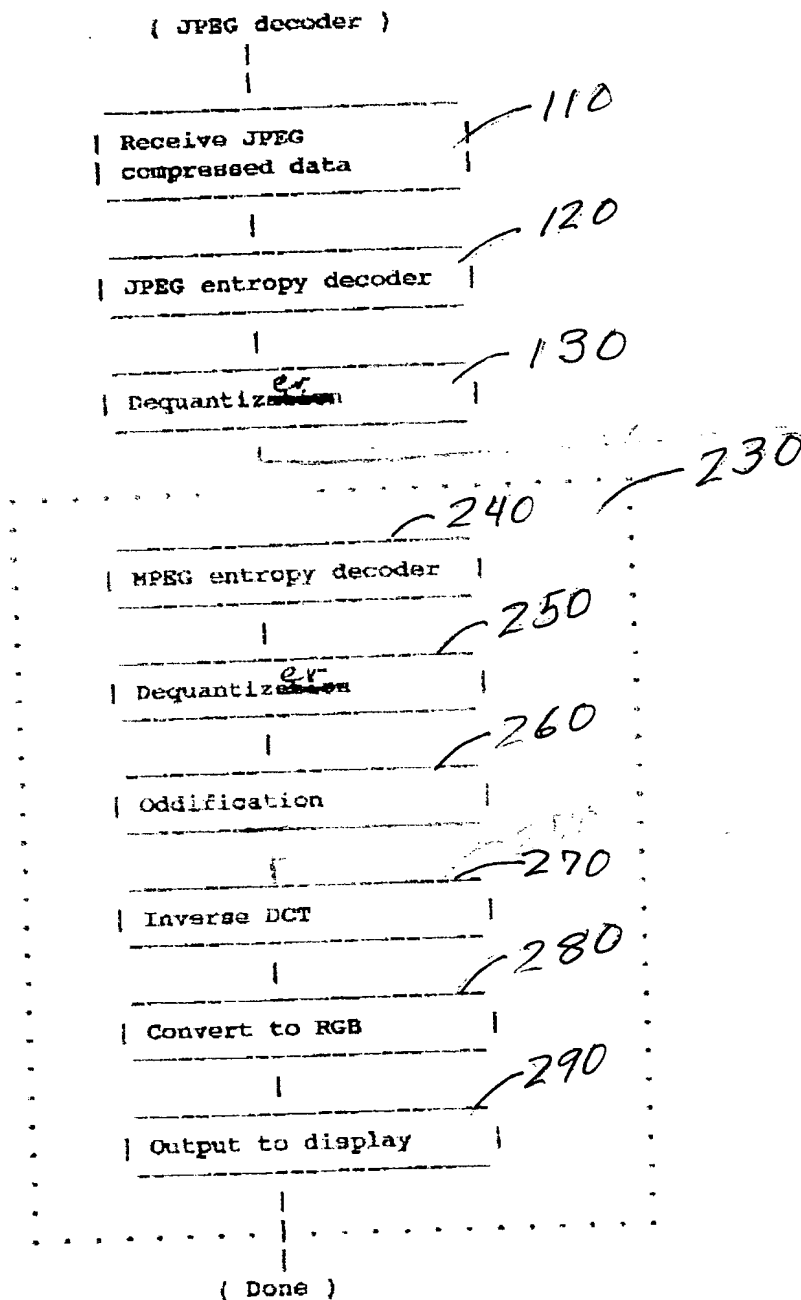 ( JPEG decoder )
110
Receive JPEG
compressed data
120
JPEG entropy decoder
130
Dequantizer
230
240
MPEG entropy decoder
250
Dequantizer
260
Oddification
270
Inverse DCT
280
Convert to RGB
290
Output to display
( Done )